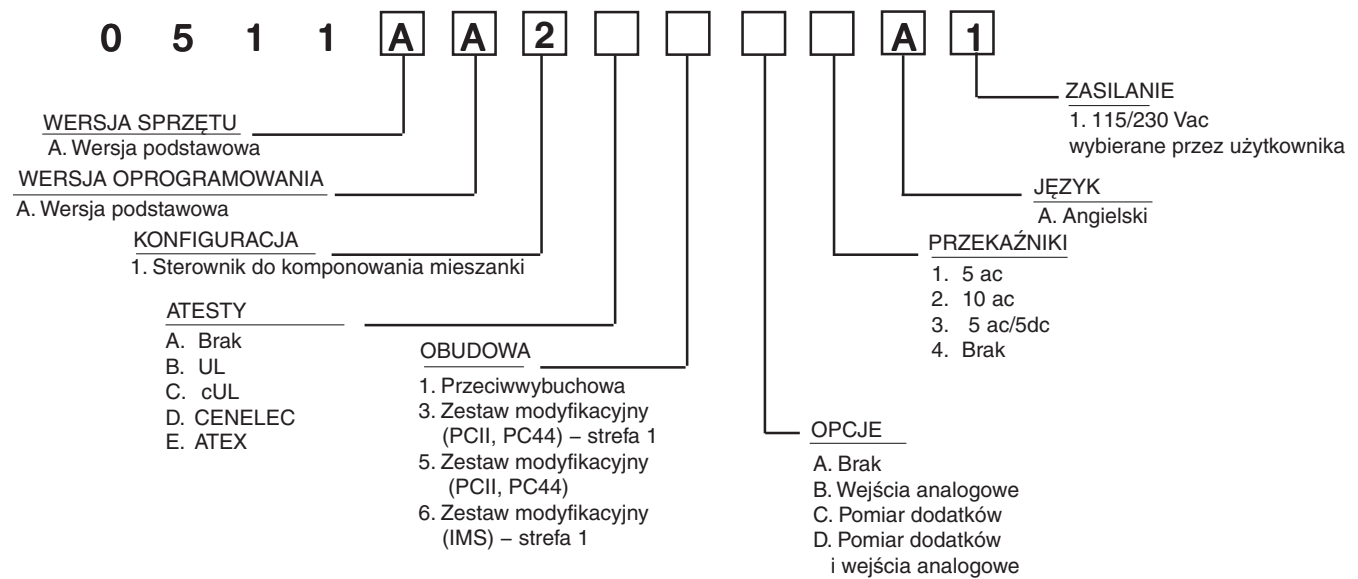 0 5 1 1 A A 2 A 1
WERSJA SPRZĘTU
A. Wersja podstawowa
WERSJA OPROGRAMOWANIA
A. Wersja podstawowa
KONFIGURACJA
1. Sterownik do komponowania mieszanki
ATESTY
A. Brak
B. UL
C. cUL
D. CENELEC
E. ATEX
OBUDOWA
1. Przeciwwybuchowa
3. Zestaw modyfikacyjny
(PCII, PC44) – strefa 1
5. Zestaw modyfikacyjny
(PCII, PC44)
6. Zestaw modyfikacyjny
(IMS) – strefa 1
OPCJE
A. Brak
B. Wejścia analogowe
C. Pomiar dodatków
D. Pomiar dodatków
i wejścia analogowe
PRZEKAŹNIKI
1. 5 ac
2. 10 ac
3. 5 ac/5dc
4. Brak
JĘZYK
A. Angielski
ZASILANIE
1. 115/230 Vac
wybierane przez użytkownika